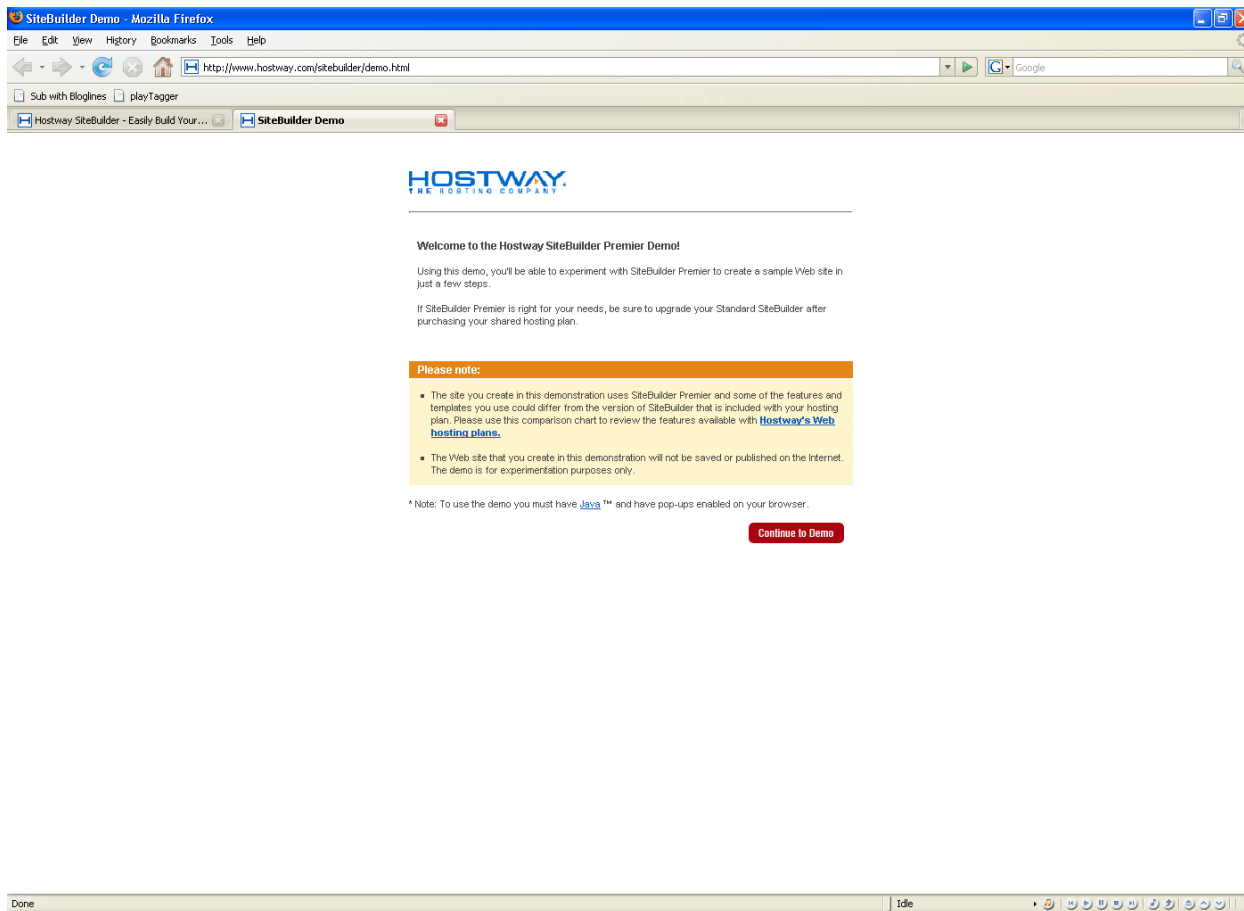 SiteBuilder Demo - Mozilla Firefox
File Edit View History Bookmarks Tools Help
http://www.hostway.com/sitebuilder/demo.html
G Google
Sub with Bloglines playTagger
Hostway SiteBuilder - Easily Build Your... SiteBuilder Demo
HOSTWAY.
THE HOSTING COMPANY
Welcome to the Hostway SiteBuilder Premier Demo!
Using this demo, you'll be able to experiment with SiteBuilder Premier to create a sample Web site in
just a few steps.
If SiteBuilder Premier is right for your needs, be sure to upgrade your Standard SiteBuilder after
purchasing your shared hosting plan.
Please note:
▪ The site you create in this demonstration uses SiteBuilder Premier and some of the features and
templates you use could differ from the version of SiteBuilder that is included with your hosting
plan. Please use this comparison chart to review the features available with Hostway's Web
hosting plans.
▪ The Web site that you create in this demonstration will not be saved or published on the Internet.
The demo is for experimentation purposes only.
* Note: To use the demo you must have Java ™ and have pop-ups enabled on your browser.
Continue to Demo
Done Idle